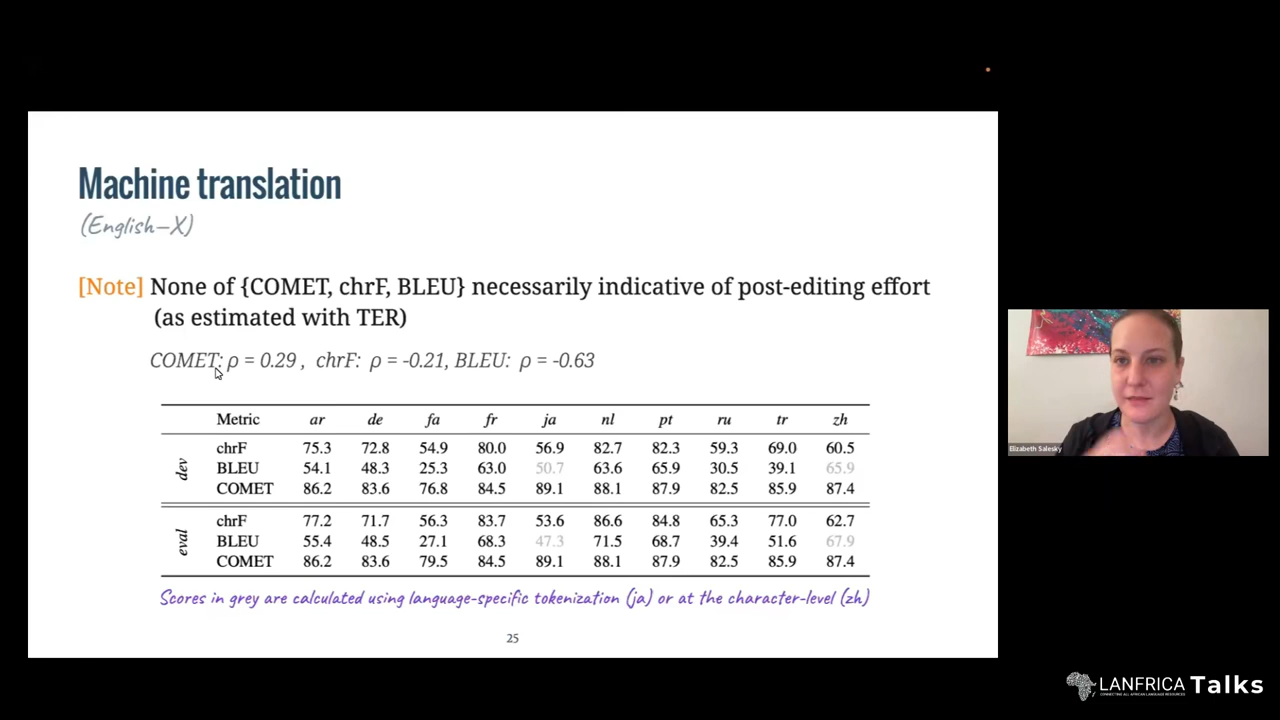 Machine translation
(English—X)
[Note] None of {COMET, chrF, BLEU} necessarily indicative of post-editing effort
(as estimated with TER)
COMET: ρ = 0.29 , chrF: ρ = -0.21, BLEU: ρ = -0.63
Metric ar de fa fr ja nl pt ru tr zh
dev
chrF 75.3 72.8 54.9 80.0 56.9 82.7 82.3 59.3 69.0 60.5
BLEU 54.1 48.3 25.3 63.0 50.7 63.6 65.9 30.5 39.1 65.9
COMET 86.2 83.6 76.8 84.5 89.1 88.1 87.9 82.5 85.9 87.4
eval
chrF 77.2 71.7 56.3 83.7 53.6 86.6 84.8 65.3 77.0 62.7
BLEU 55.4 48.5 27.1 68.3 47.3 71.5 68.7 39.4 51.6 67.9
COMET 86.2 83.6 79.5 84.5 89.1 88.1 87.9 82.5 85.9 87.4
Scores in grey are calculated using language-specific tokenization (ja) or at the character-level (zh)
25
Elizabeth Salesky
LANFRICA Talks
CONNECTING ALL AFRICAN LANGUAGE RESOURCES